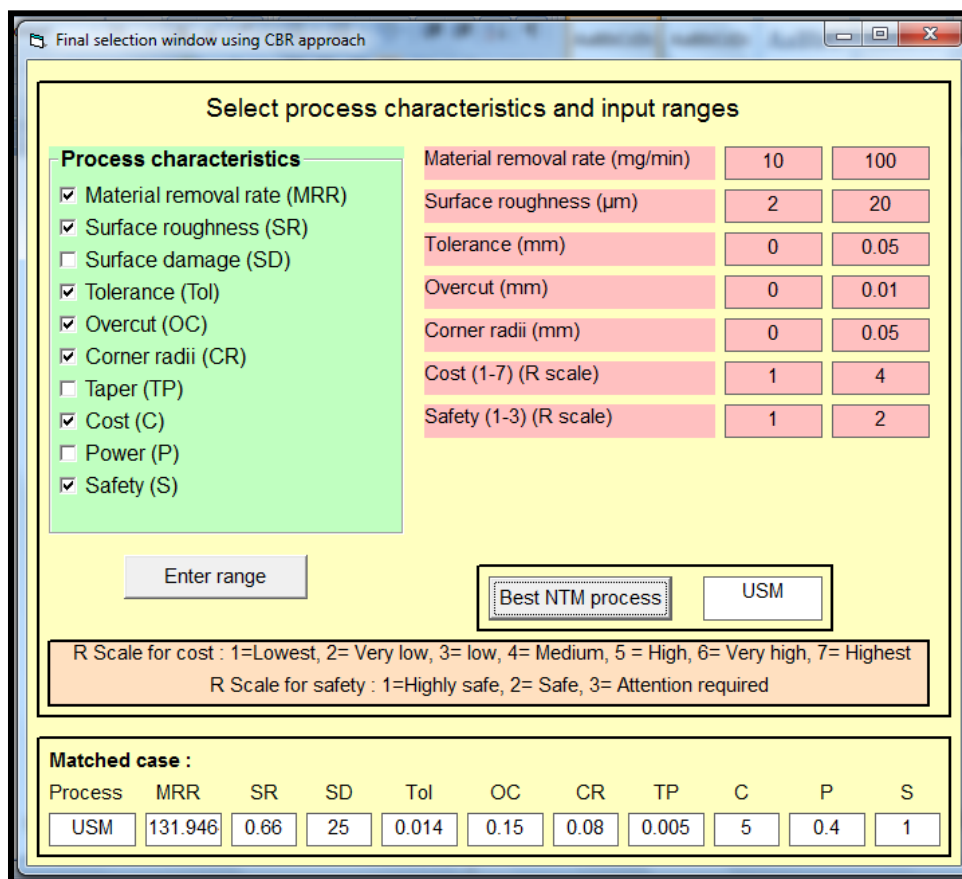 Final selection window using CBR approach
Select process characteristics and input ranges
Process characteristics
Material removal rate (MRR)
Surface roughness (SR)
Surface damage (SD)
Tolerance (Tol)
Overcut (OC)
Corner radii (CR)
Taper (TP)
Cost (C)
Power (P)
Safety (S)
Material removal rate (mg/min) 10 100
Surface roughness (µm) 2 20
Tolerance (mm) 0 0.05
Overcut (mm) 0 0.01
Corner radii (mm) 0 0.05
Cost (1-7) (R scale) 1 4
Safety (1-3) (R scale) 1 2
Enter range
Best NTM process USM
R Scale for cost : 1=Lowest, 2= Very low, 3= low, 4= Medium, 5 = High, 6= Very high, 7= Highest
R Scale for safety : 1=Highly safe, 2= Safe, 3= Attention required
Matched case :
Process MRR SR SD Tol OC CR TP C P S
USM 131.946 0.66 25 0.014 0.15 0.08 0.005 5 0.4 1